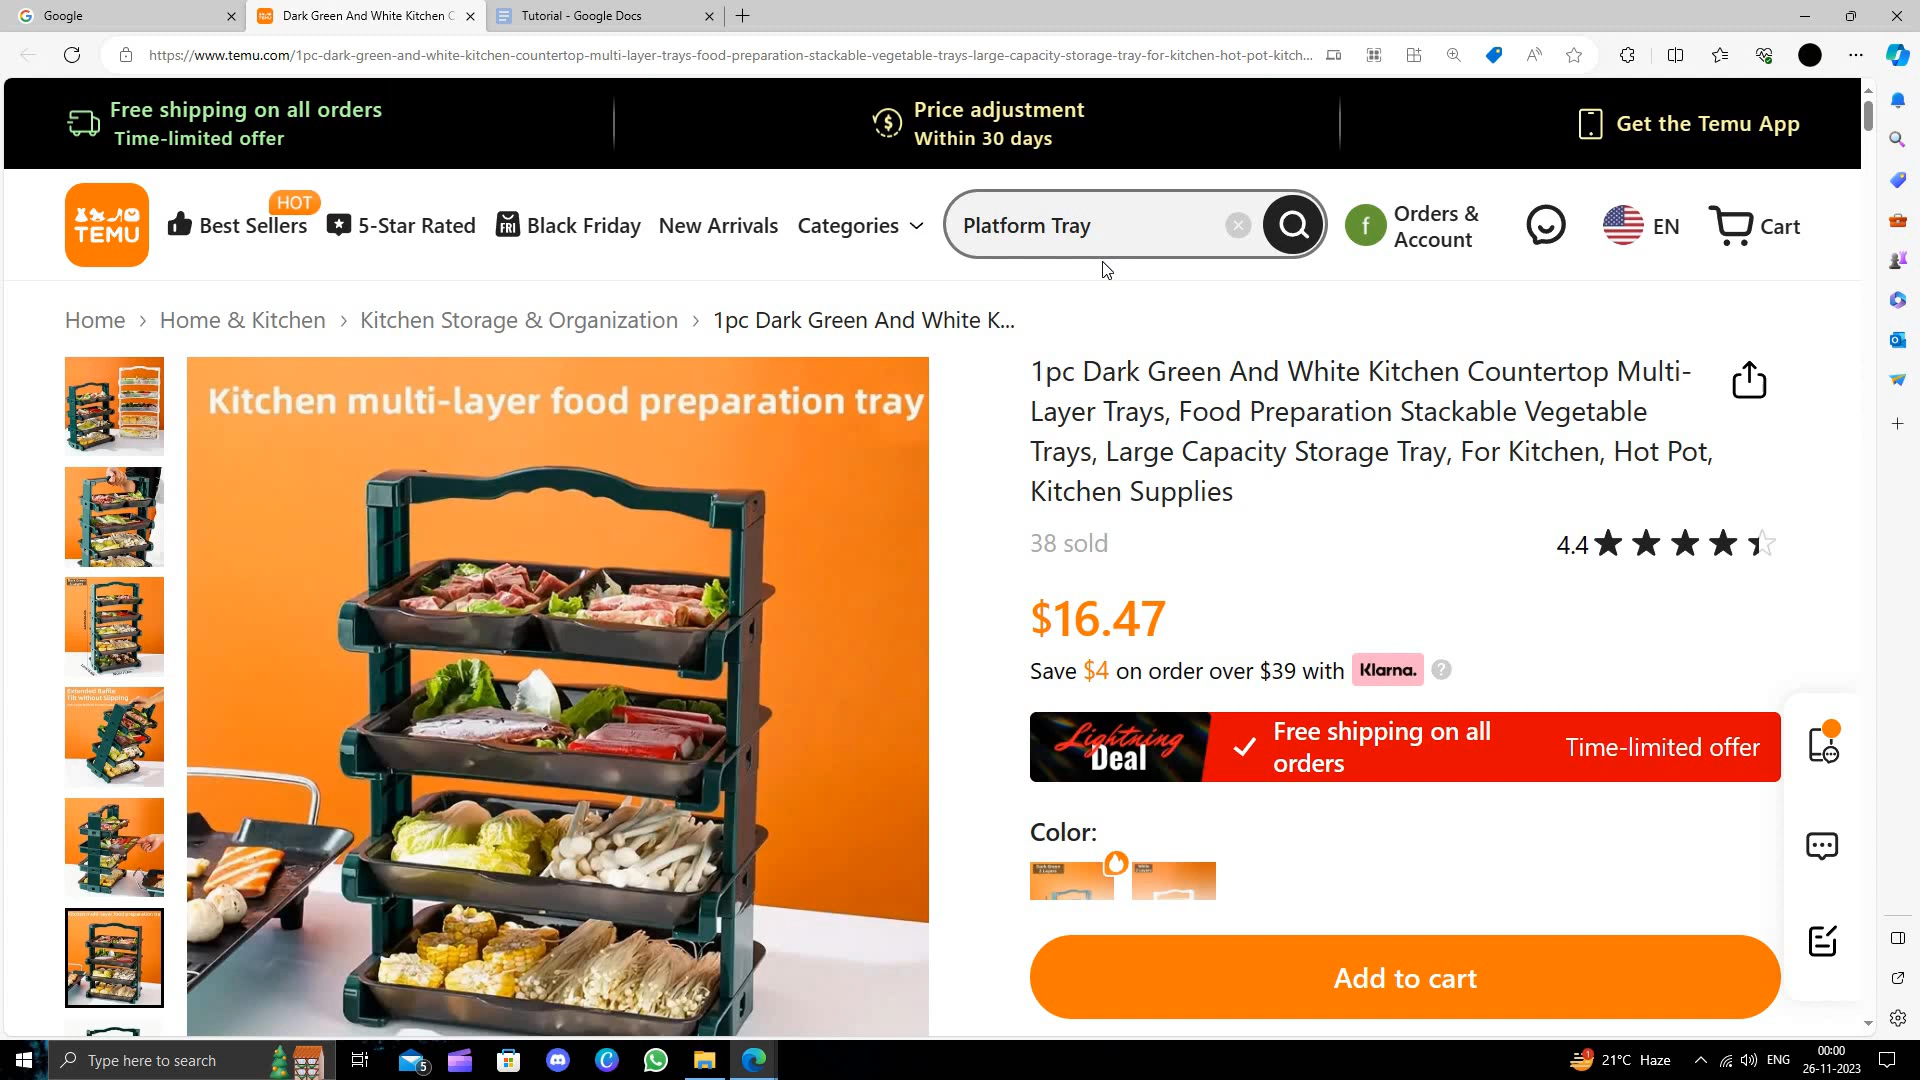 Google
Dark Green And White Kitchen C
Tutorial - Google Docs
https://www.temu.com/1pc-dark-green-and-white-kitchen-countertop-multi-layer-trays-food-preparation-stackable-vegetable-trays-large-capacity-storage-tray-for-kitchen-hot-pot-kitch...
Free shipping on all orders
Time-limited offer
Price adjustment
Within 30 days
Get the Temu App
TEMU
Best Sellers
HOT
5-Star Rated
FRI
Black Friday
New Arrivals
Categories
Platform Tray
f
Orders &
Account
EN
Cart
Home › Home & Kitchen › Kitchen Storage & Organization › 1pc Dark Green And White K...
Kitchen multi-layer food preparation tray
Extended Baffle
Tilt without Slipping
1pc Dark Green And White Kitchen Countertop Multi-
Layer Trays, Food Preparation Stackable Vegetable
Trays, Large Capacity Storage Tray, For Kitchen, Hot Pot,
Kitchen Supplies
38 sold
4.4
$16.47
Save $4 on order over $39 with Klarna. ?
Lightning
Deal
Free shipping on all
orders
Time-limited offer
Color:
Add to cart
Type here to search
5
1
21°C Haze
ENG
00:00
26-11-2023